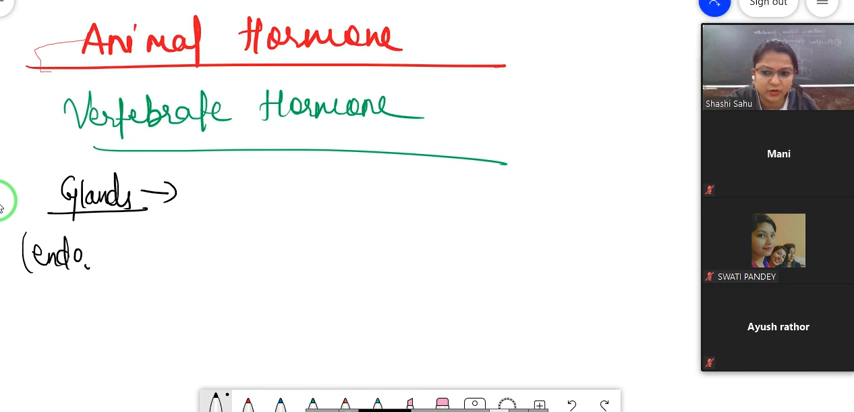 Sign out
Animal Hormone
Vertebrate Hormone
Glands →
(endo.
Shashi Sahu
Mani
SWATI PANDEY
Ayush rathor